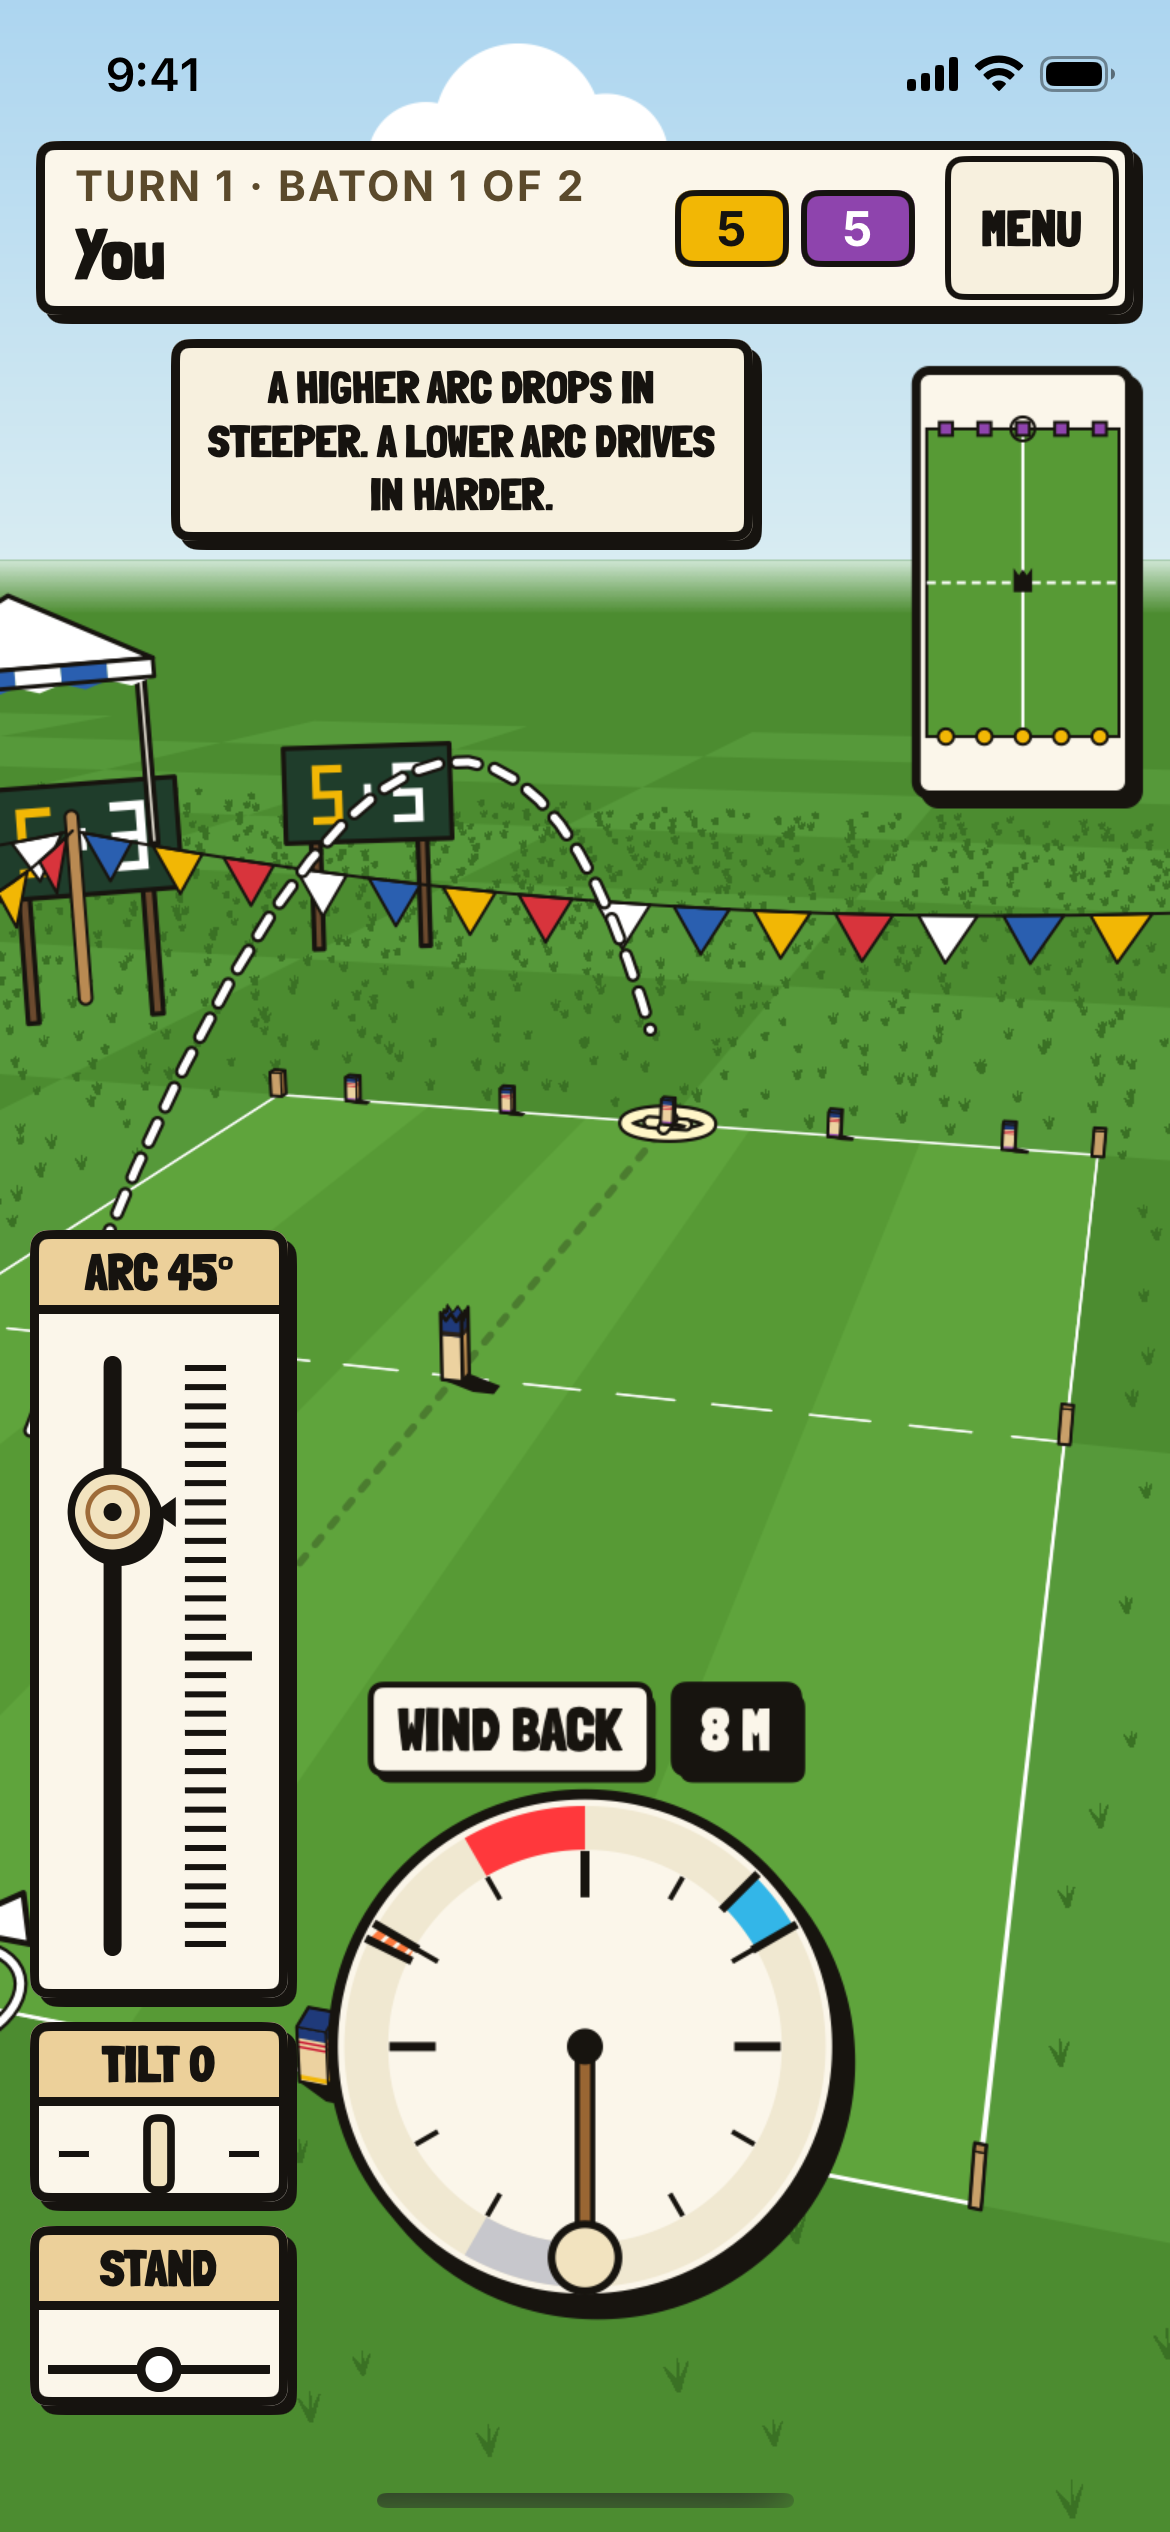 9:41
TURN 1 · BATON 1 OF 2
You
5 5
MENU
A HIGHER ARC DROPS IN
STEEPER. A LOWER ARC DRIVES
IN HARDER.
5 5
3
ARC 45°
WIND BACK 8 M
TILT 0
STAND